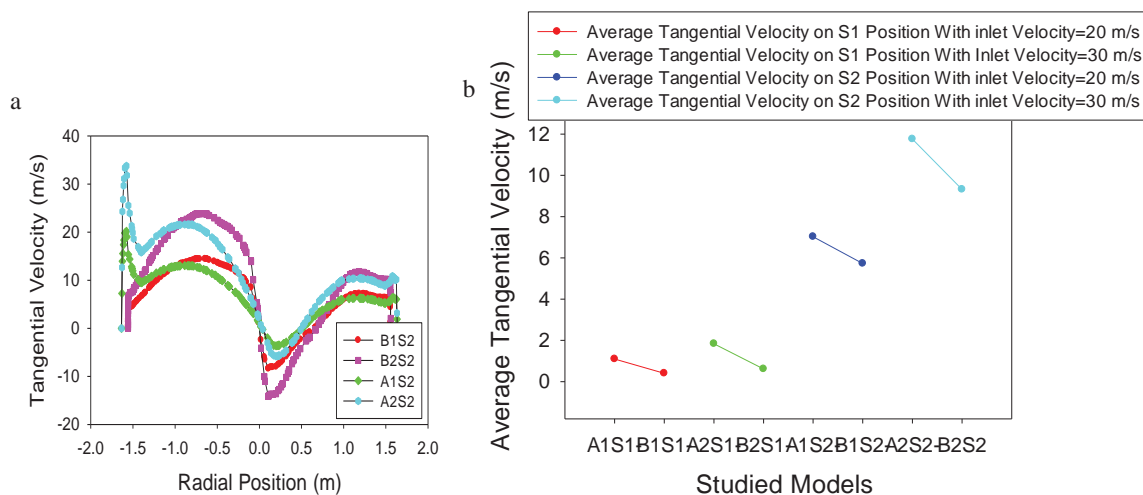 a
Tangential Velocity (m/s)
40
30
20
10
0
-10
-20
-2.0 -1.5 -1.0 -0.5 0.0 0.5 1.0 1.5 2.0
Radial Position (m)
B1S2
B2S2
A1S2
A2S2
b
Average Tangential Velocity on S1 Position With inlet Velocity=20 m/s
Average Tangential Velocity on S1 Position With Inlet Velocity=30 m/s
Average Tangential Velocity on S2 Position With inlet Velocity=20 m/s
Average Tangential Velocity on S2 Position With inlet Velocity=30 m/s
Average Tangential Velocity (m/s)
12
10
8
6
4
2
0
A1S1-B1S1-A2S1-B2S1-A1S2-B1S2-A2S2-B2S2
Studied Models